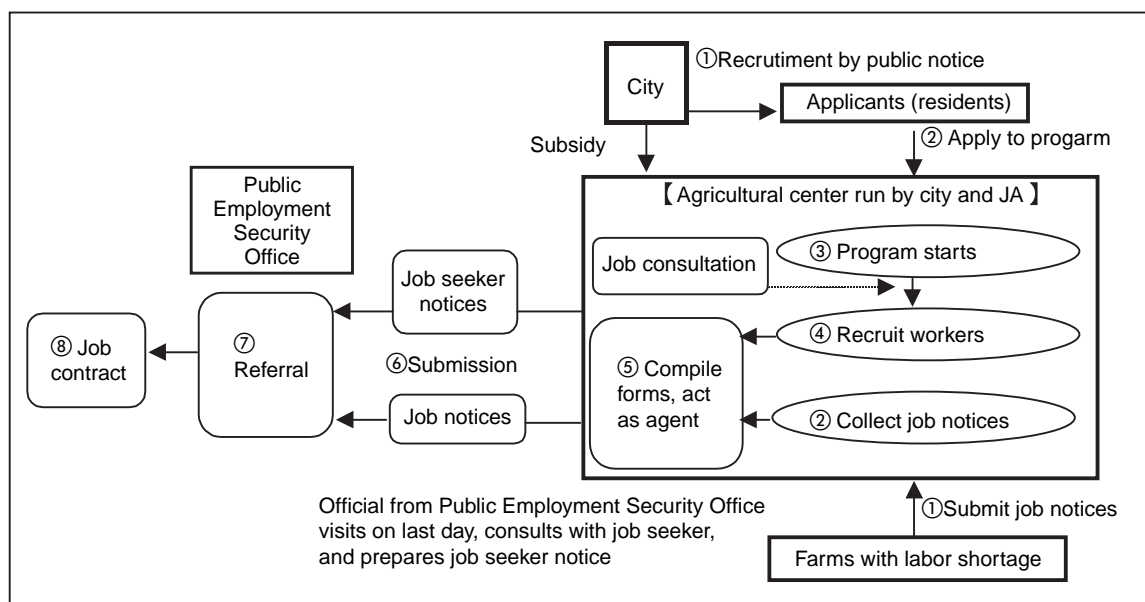 ①Recrutiment by public notice
City
Applicants (residents)
② Apply to progarm
Subsidy
Public
Employment
Security
Office
【 Agricultural center run by city and JA 】
③ Program starts
Job consultation
Job seeker
notices
④ Recruit workers
⑧ Job
contract
⑦
Referral
⑥Submission
⑤ Compile
forms, act
as agent
Job notices
② Collect job notices
Official from Public Employment Security Office
visits on last day, consults with job seeker,
and prepares job seeker notice
①Submit job notices
Farms with labor shortage